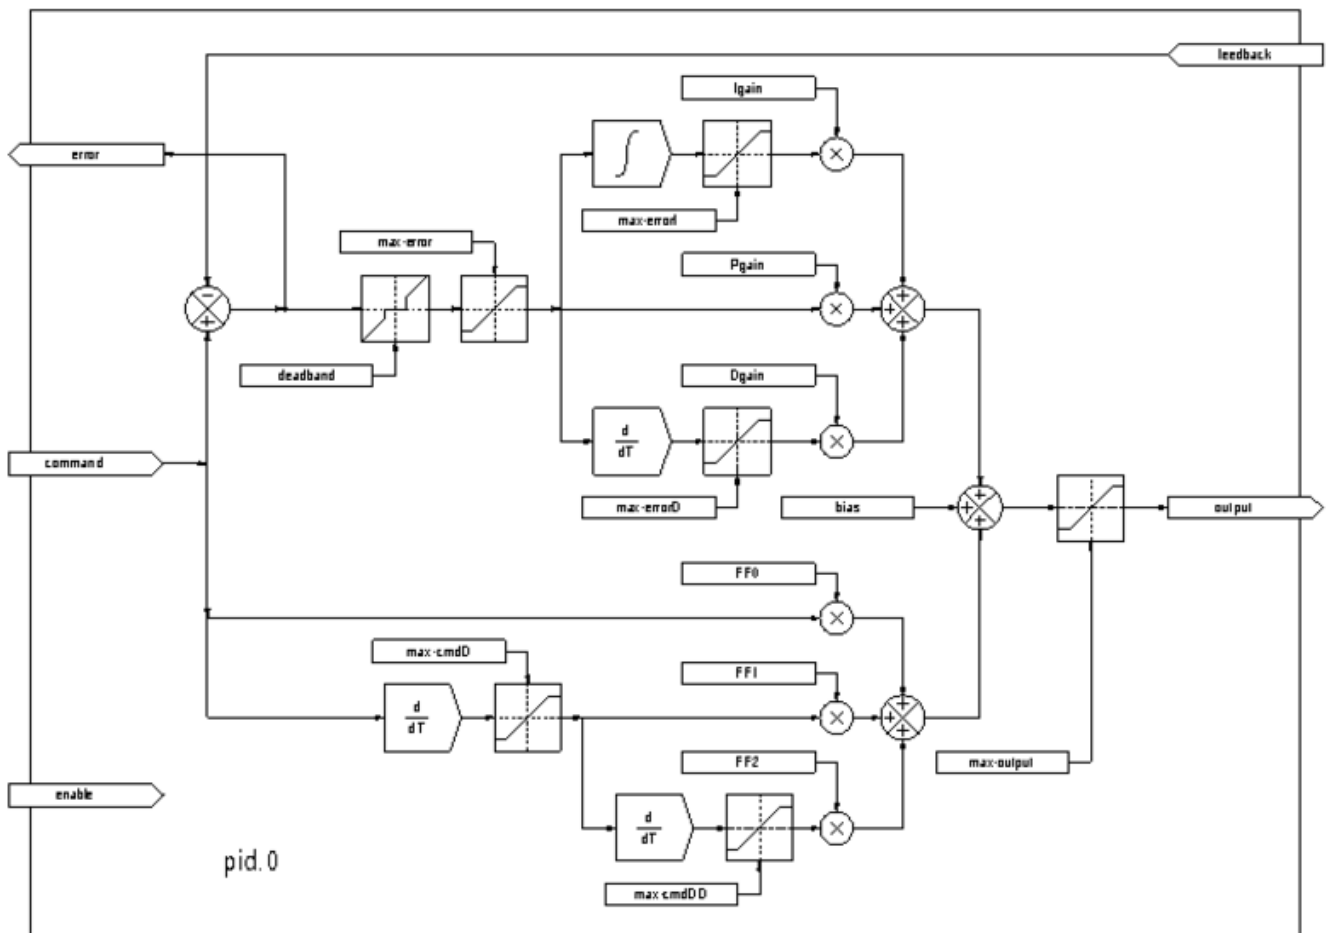 feedback
Igain
error
max-errorI
max-error
Pgain
deadband
Dgain
d
dT
command
max-errorD
bias
output
FF0
max-cmdD
FF1
d
dT
FF2
max-output
enable
d
dT
pid.0
max-cmdDD